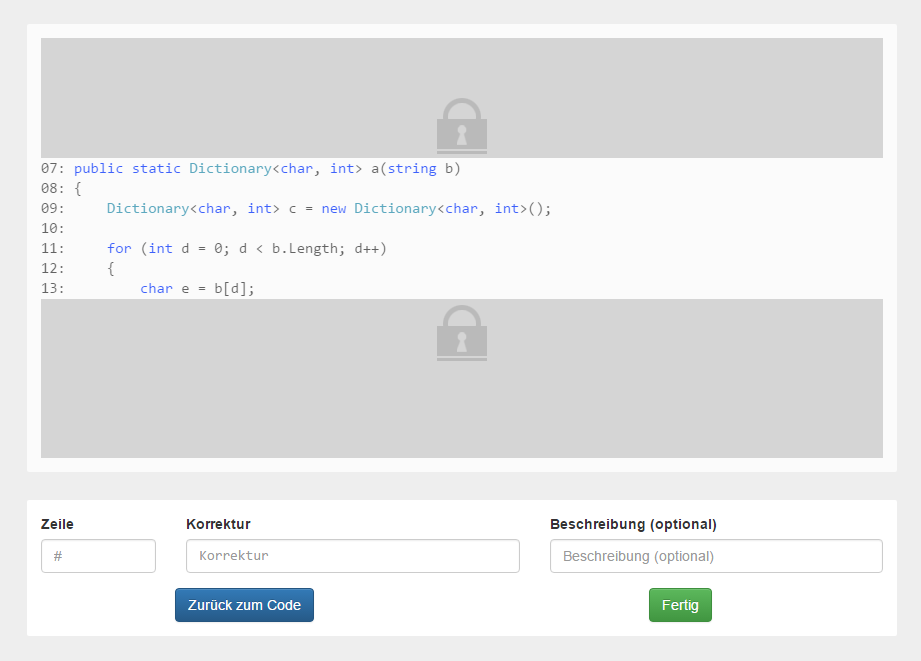 07: public static Dictionary<char, int> a(string b)
08: {
09:     Dictionary<char, int> c = new Dictionary<char, int>();
10:
11:     for (int d = 0; d < b.Length; d++)
12:     {
13:         char e = b[d];
Zeile Korrektur Beschreibung (optional)
# Korrektur Beschreibung (optional)
Zurück zum Code Fertig